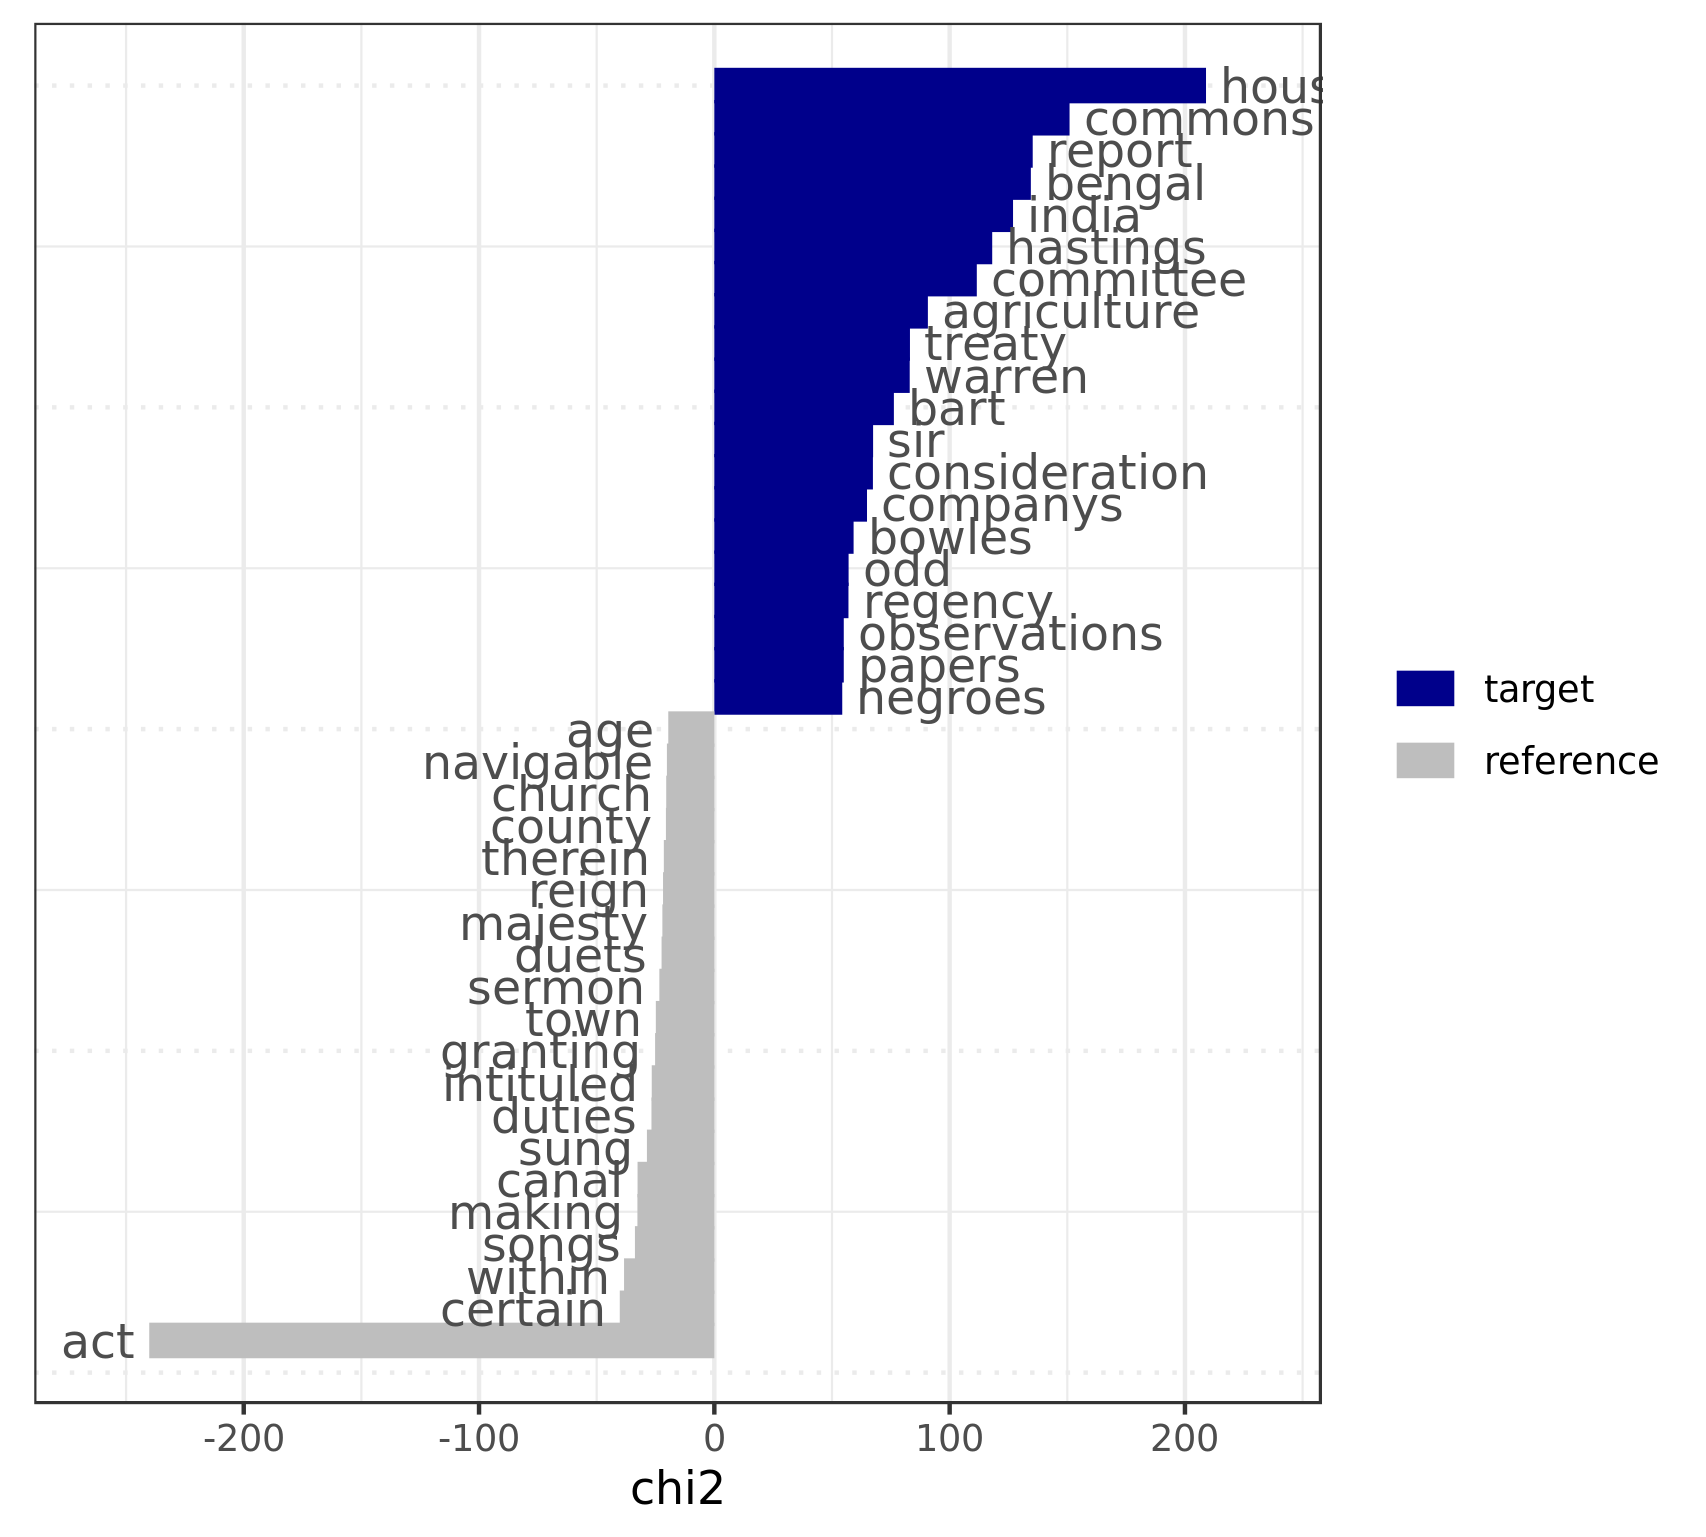 hous
commons
report
bengal
india
hastings
committee
agriculture
treaty
warren
bart
sir
consideration
companys
bowles
odd
regency
observations
papers
negroes
age
navigable
church
county
therein
reign
majesty
duets
sermon
town
granting
intituled
duties
sung
canal
making
songs
within
certain
act
target
reference
-200 -100 0 100 200
chi2